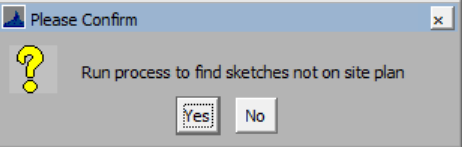 Please Confirm
Run process to find sketches not on site plan
Yes No